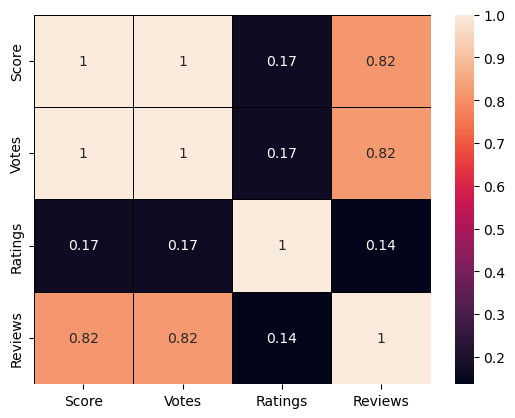 Score 1 1 0.17 0.82
Votes 1 1 0.17 0.82
Ratings 0.17 0.17 1 0.14
Reviews 0.82 0.82 0.14 1
Score Votes Ratings Reviews
1.0
0.9
0.8
0.7
0.6
0.5
0.4
0.3
0.2